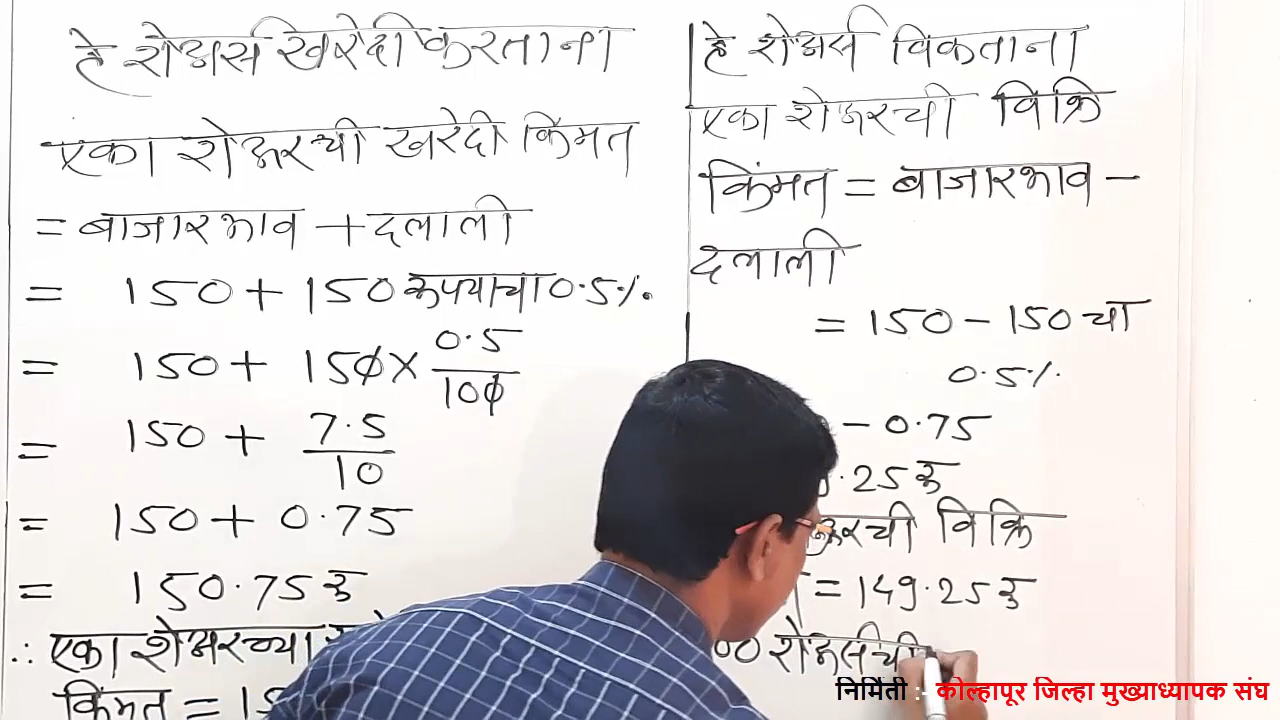 हे शेअर्स खरेदी करताना
एका शेअरची खरेदी किंमत
= बाजारभाव + दलाली
= 150 + 150 रुपयाचा 0.5%
= 150 + 150 × 0.5/100
= 150 + 7.5/10
= 150 + 0.75
= 150.75 रु
∴ एका शेअरच्या
किंमत = 15
हे शेअर्स विकताना
एका शेअरची विक्रि
किंमत = बाजारभाव -
दलाली
= 150 - 150 चा
0.5%
- 0.75
.25 रु
अरची विक्रि
= 149.25 रु
00 शेअर्सची
निर्मिती :- कोल्हापूर जिल्हा मुख्याध्यापक संघ